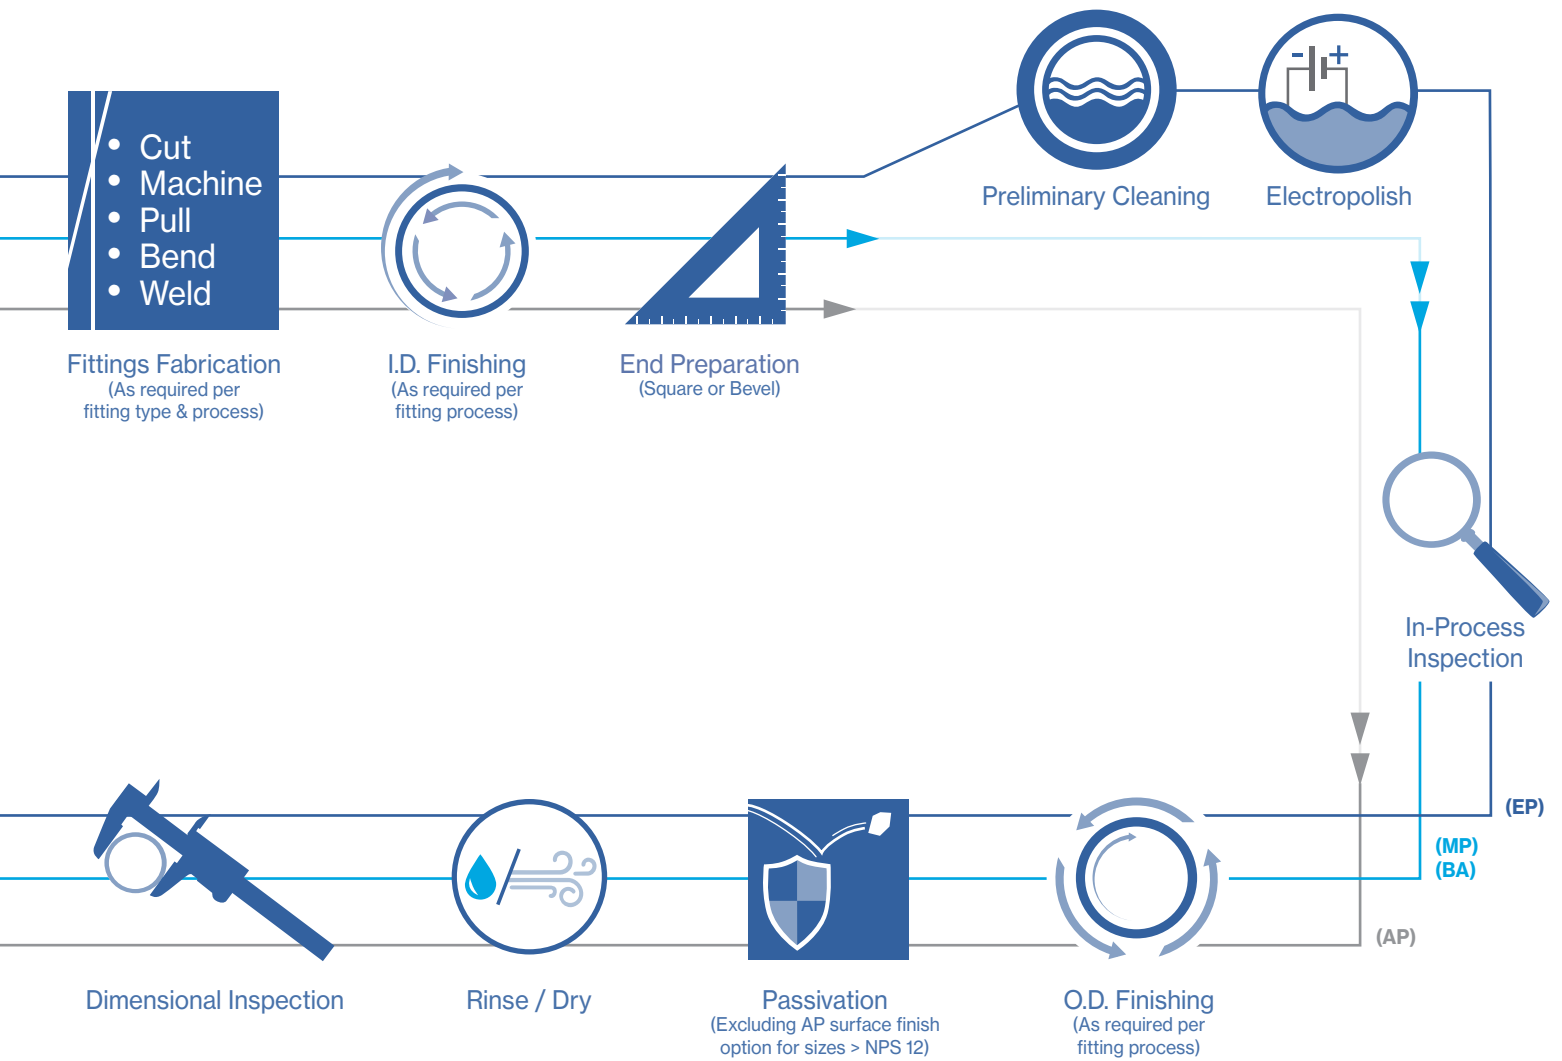 • Cut
• Machine
• Pull
• Bend
• Weld
- +
Preliminary Cleaning
Electropolish
Fittings Fabrication
(As required per
fitting type & process)
I.D. Finishing
(As required per
fitting process)
End Preparation
(Square or Bevel)
In-Process
Inspection
(EP)
(MP)
(BA)
(AP)
Dimensional Inspection
Rinse / Dry
Passivation
(Excluding AP surface finish
option for sizes > NPS 12)
O.D. Finishing
(As required per
fitting process)